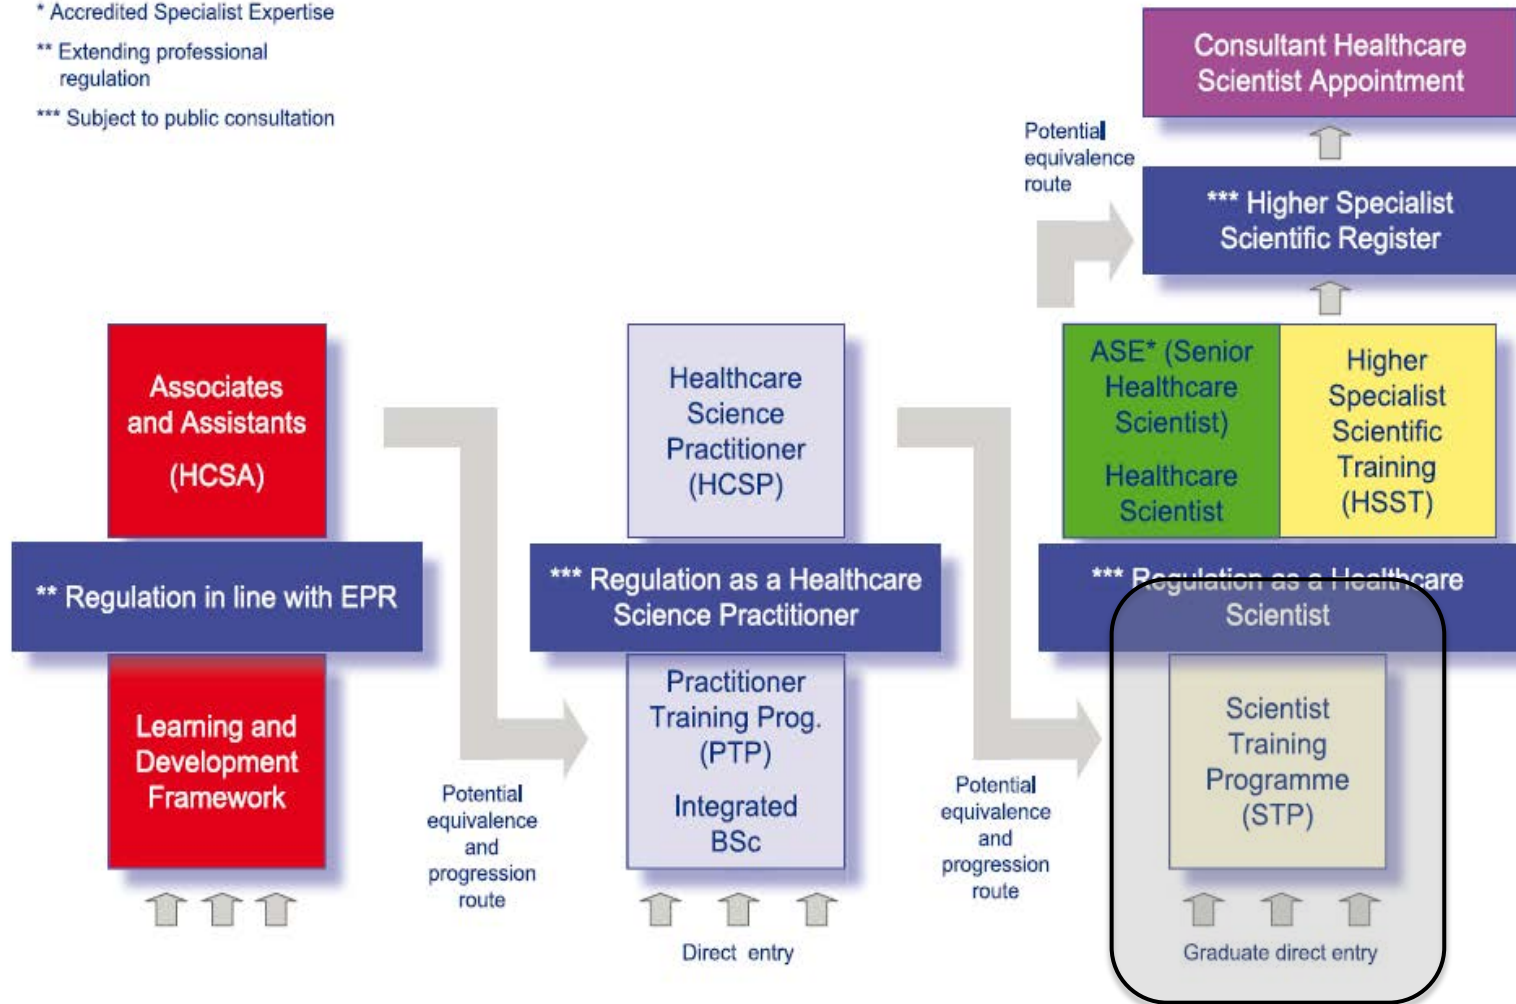 * Accredited Specialist Expertise
** Extending professional
regulation
*** Subject to public consultation
Consultant Healthcare
Scientist Appointment
Potential
equivalence
route
*** Higher Specialist
Scientific Register
Associates
and Assistants
(HCSA)
Healthcare
Science
Practitioner
(HCSP)
ASE* (Senior
Healthcare
Scientist)
Healthcare
Scientist
Higher
Specialist
Scientific
Training
(HSST)
** Regulation in line with EPR
*** Regulation as a Healthcare
Science Practitioner
*** Regulation as a Healthcare
Scientist
Learning and
Development
Framework
Potential
equivalence
and
progression
route
Practitioner
Training Prog.
(PTP)
Integrated
BSc
Potential
equivalence
and
progression
route
Scientist
Training
Programme
(STP)
Direct entry
Graduate direct entry